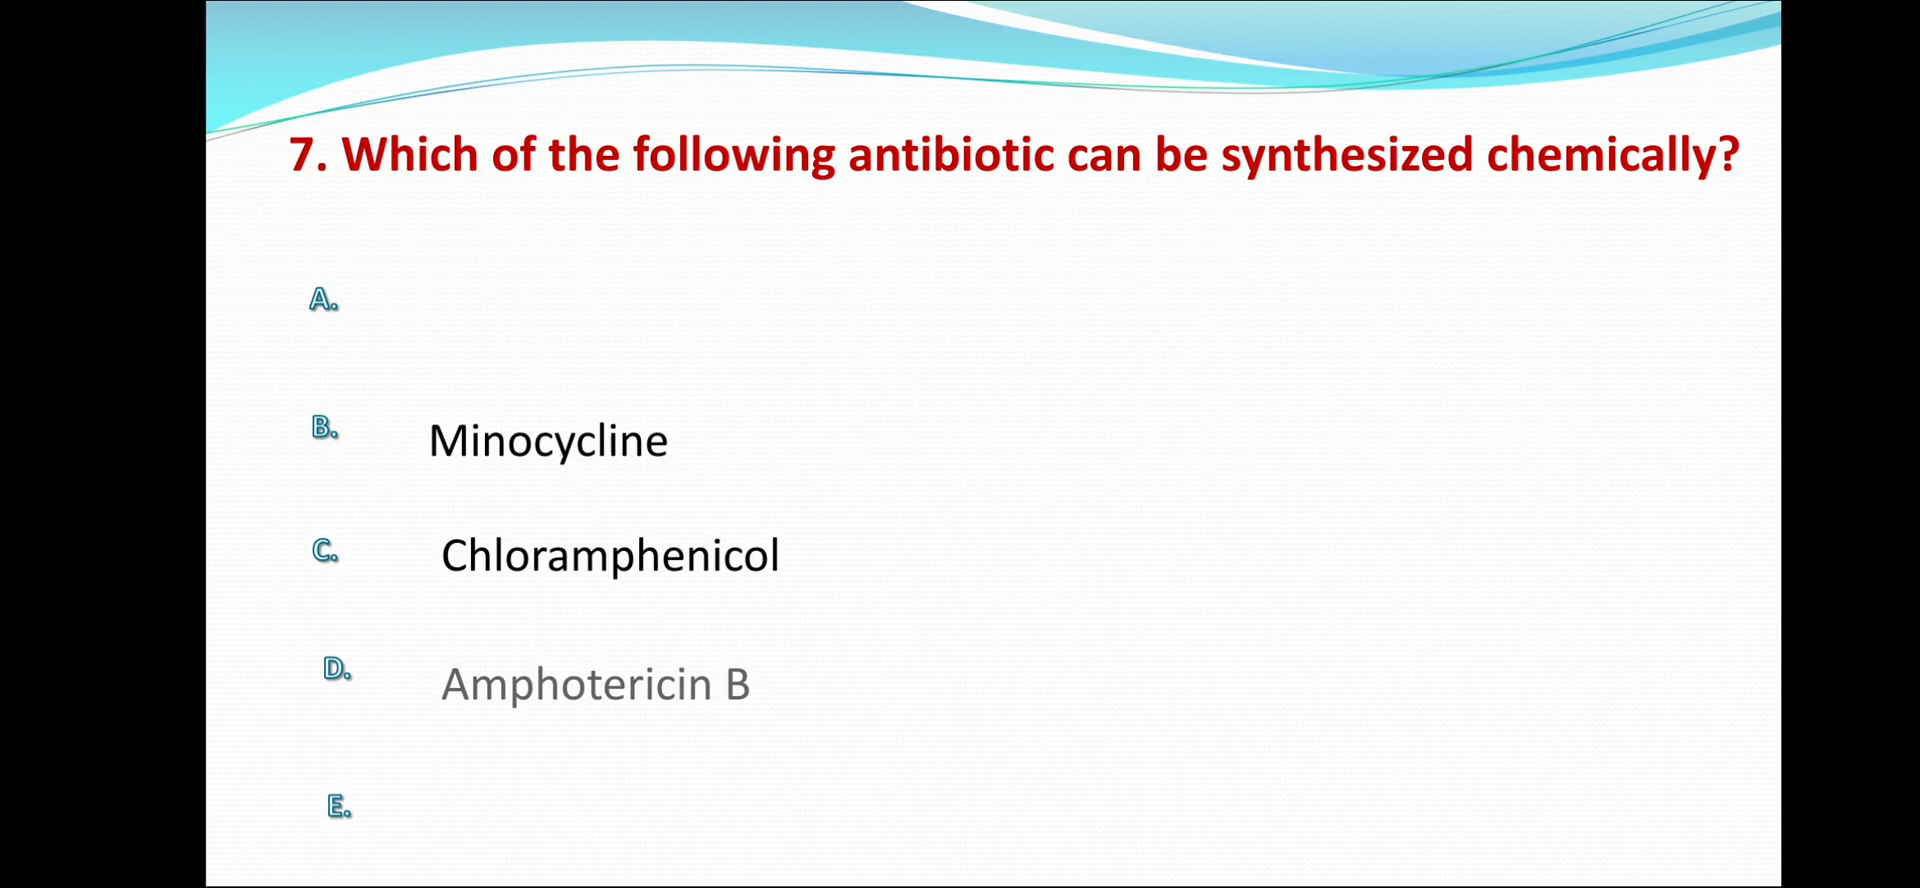 7. Which of the following antibiotic can be synthesized chemically?
A.
B. Minocycline
C. Chloramphenicol
D. Amphotericin B
E.